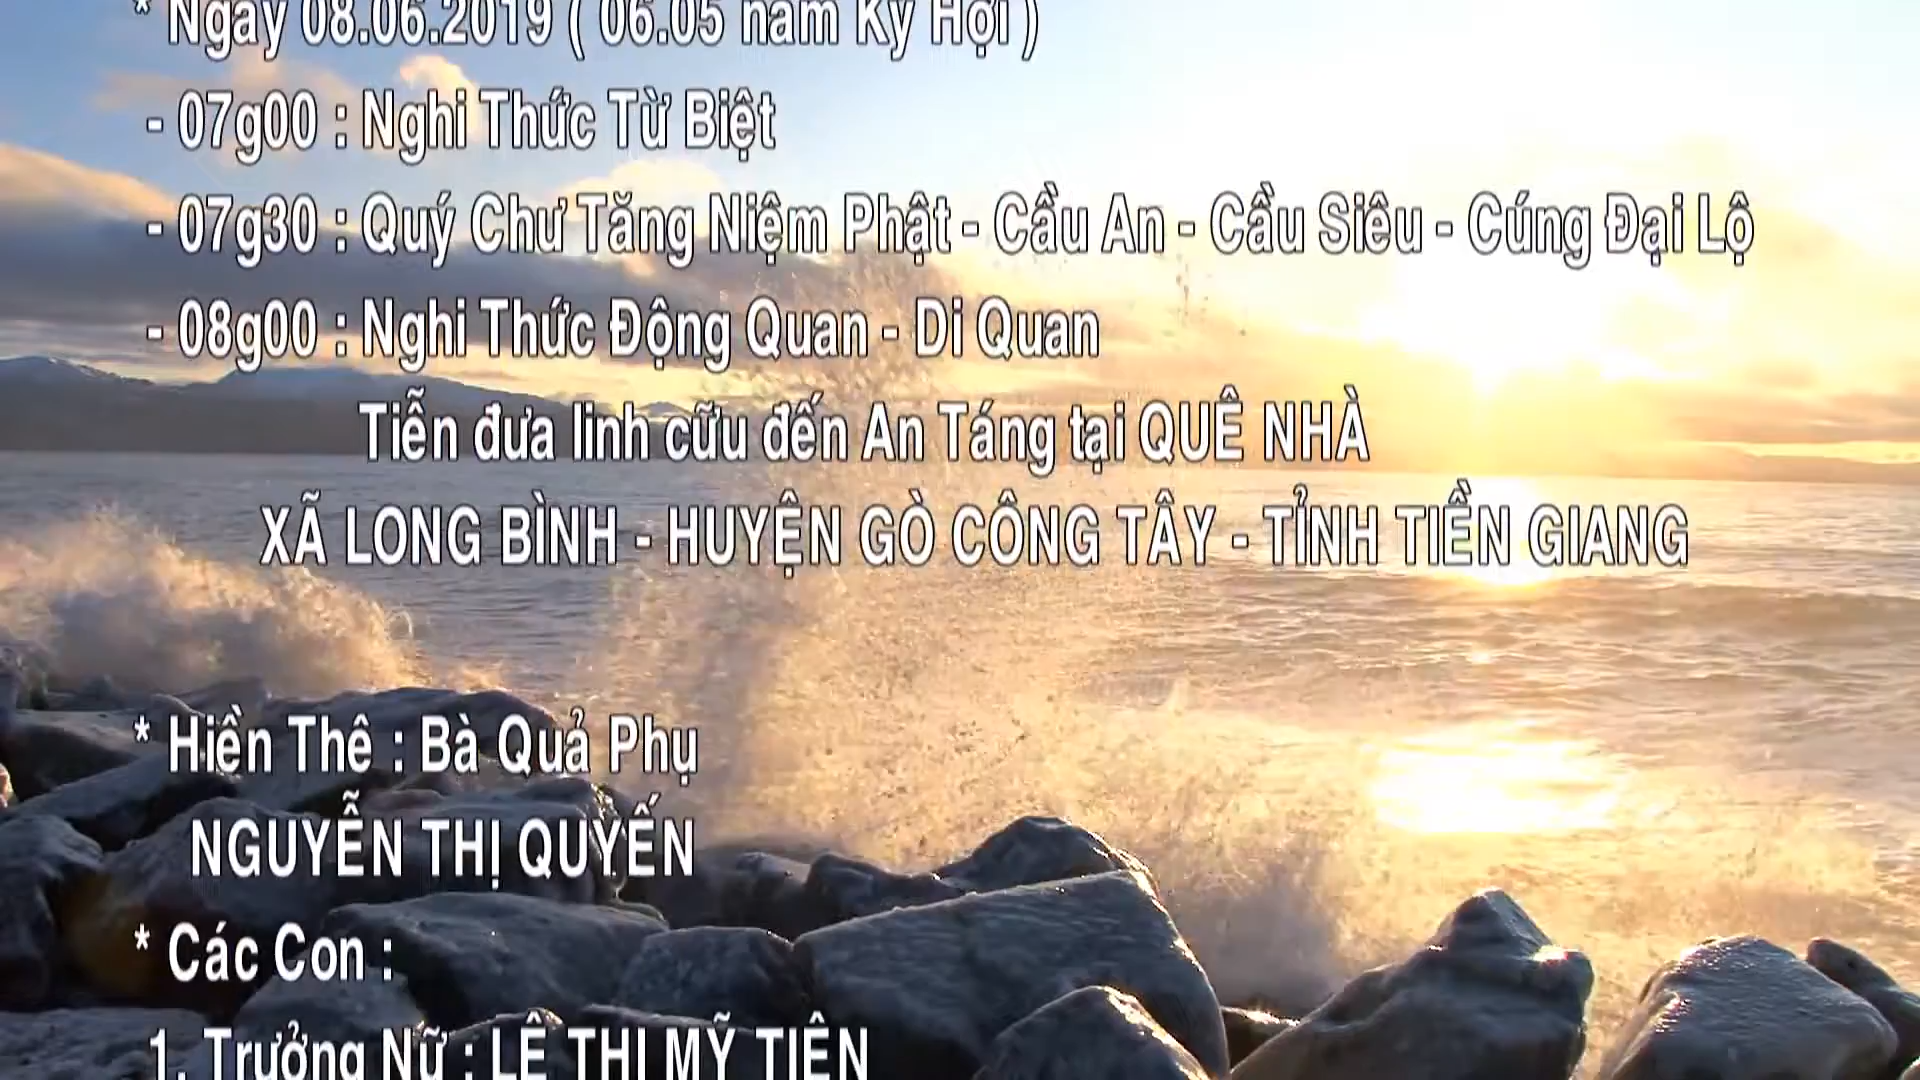 * Ngày 08.06.2019 ( 06.05 năm Kỷ Hợi )
- 07g00 : Nghi Thức Từ Biệt
- 07g30 : Quý Chư Tăng Niệm Phật - Cầu An - Cầu Siêu - Cúng Đại Lộ
- 08g00 : Nghi Thức Động Quan - Di Quan
Tiễn đưa linh cữu đến An Táng tại QUÊ NHÀ
XÃ LONG BÌNH - HUYỆN GÒ CÔNG TÂY - TỈNH TIỀN GIANG
* Hiền Thê : Bà Quả Phụ
NGUYỄN THỊ QUYẾN
* Các Con :
1. Trưởng Nữ : LÊ THỊ MỸ TIÊN